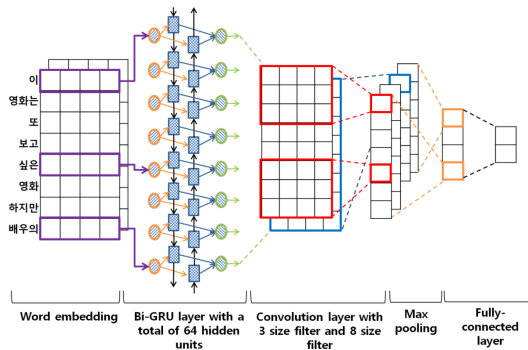 이
영화는
또
보고
싶은
영화
하지만
배우의
Word embedding
Bi-GRU layer with a
total of 64 hidden
units
Convolution layer with
3 size filter and 8 size
filter
Max
pooling
Fully-
connected
layer